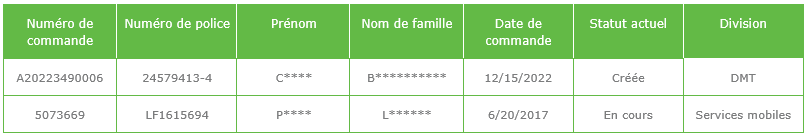 Numéro de commande Numéro de police Prénom Nom de famille Date de commande Statut actuel Division
A20223490006 24579413-4 C**** B********** 12/15/2022 Créée DMT
5073669 LF1615694 P**** L****** 6/20/2017 En cours Services mobiles